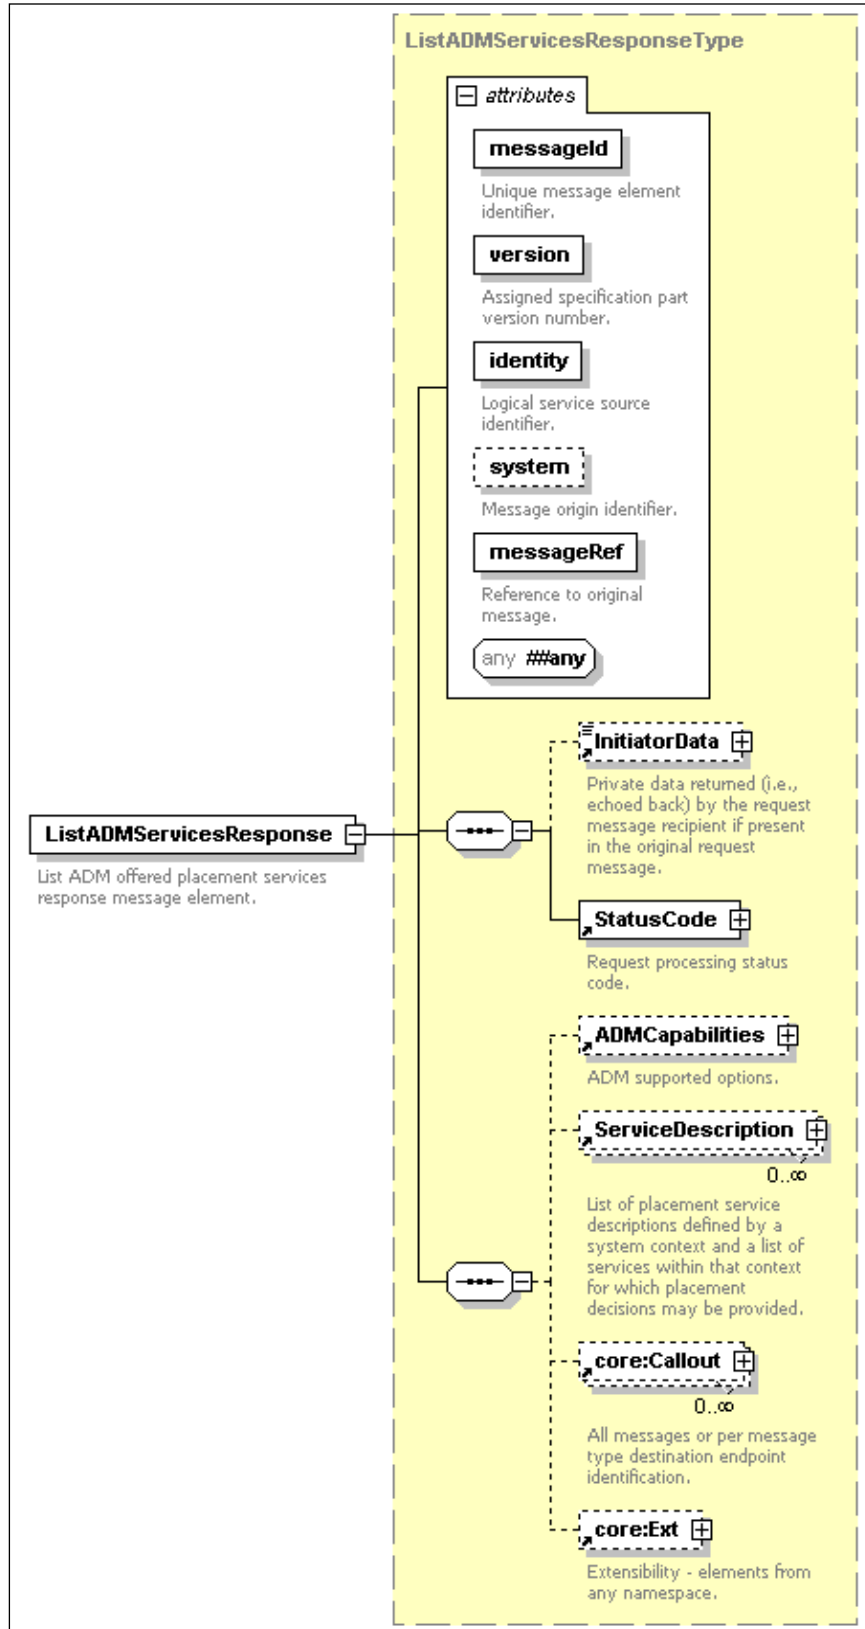 ListADMServicesResponseType
attributes
messageId
Unique message element
identifier.
version
Assigned specification part
version number.
identity
Logical service source
identifier.
system
Message origin identifier.
messageRef
Reference to original
message.
any ##any
InitiatorData
Private data returned (i.e.,
echoed back) by the request
message recipient if present
in the original request
message.
ListADMServicesResponse
List ADM offered placement services
response message element.
StatusCode
Request processing status
code.
ADMCapabilities
ADM supported options.
ServiceDescription
0..∞
List of placement service
descriptions defined by a
system context and a list of
services within that context
for which placement
decisions may be provided.
core:Callout
0..∞
All messages or per message
type destination endpoint
identification.
core:Ext
Extensibility - elements from
any namespace.